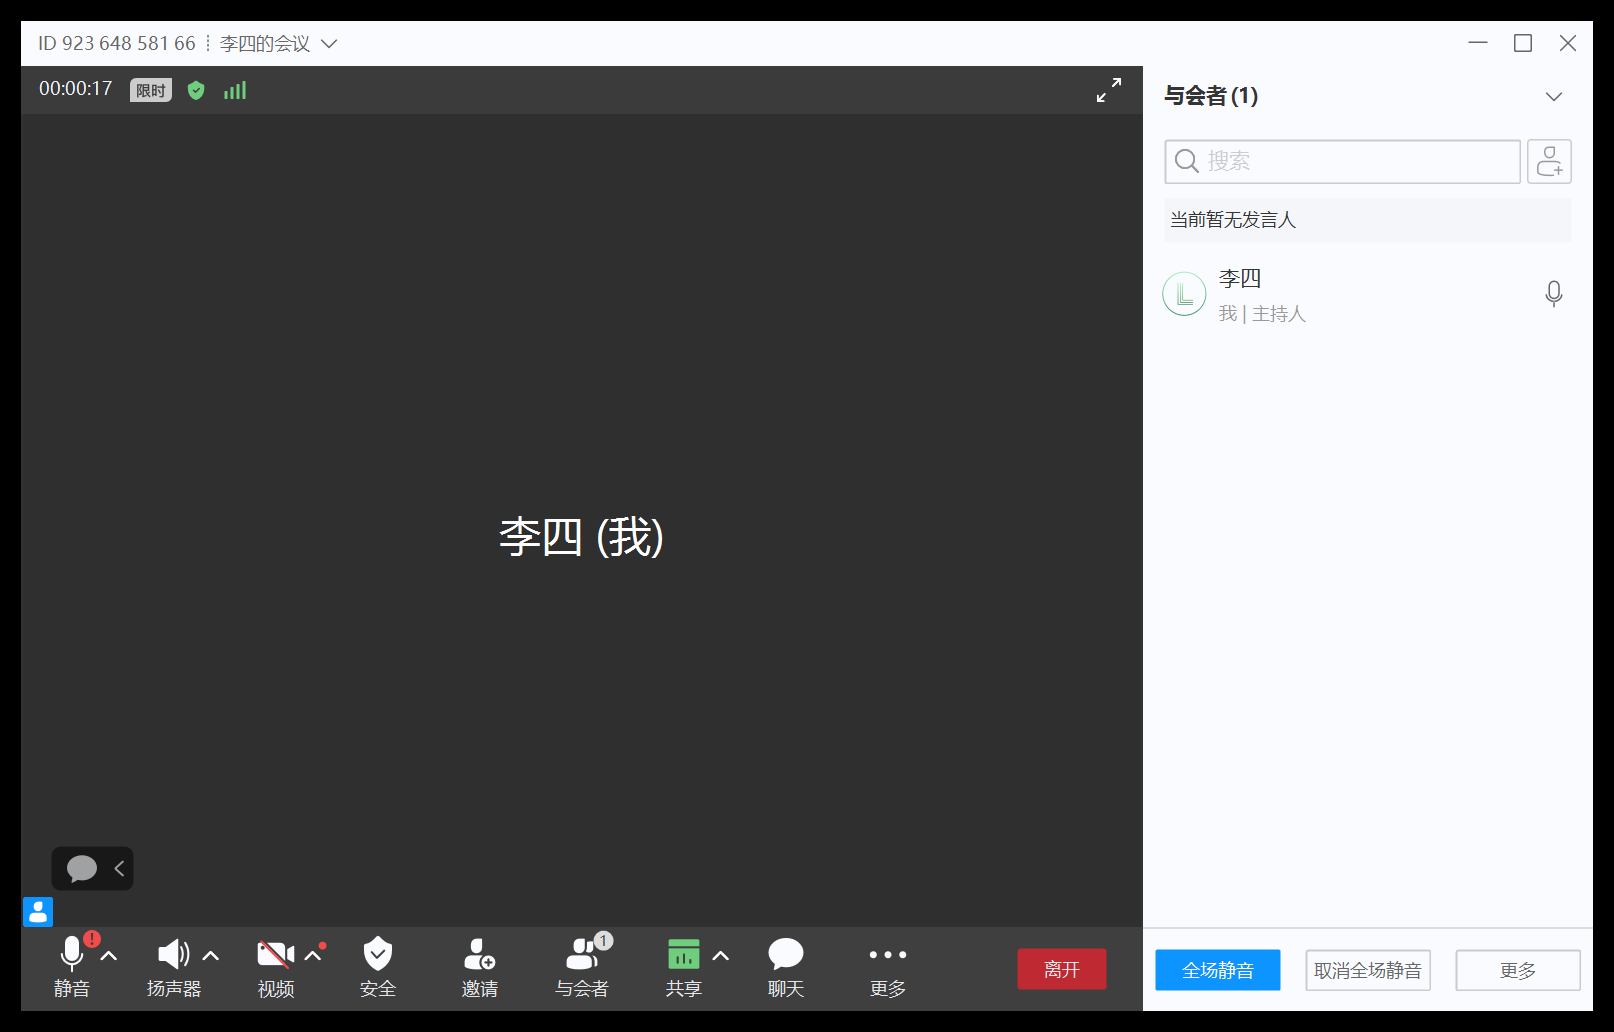 ID 923 648 581 66 李四的会议
00:00:17 限时
李四 (我)
静音 扬声器 视频 安全 邀请 与会者 1 共享 聊天 更多 离开
与会者 (1)
搜索
当前暂无发言人
L
李四
我 | 主持人
全场静音 取消全场静音 更多